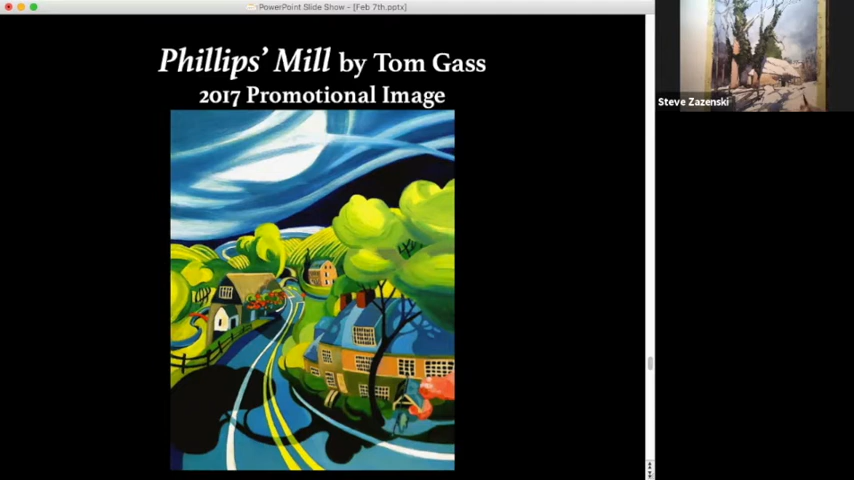 PowerPoint Slide Show - [Feb 7th.pptx]
Phillips' Mill by Tom Gass
2017 Promotional Image
Steve Zazenski